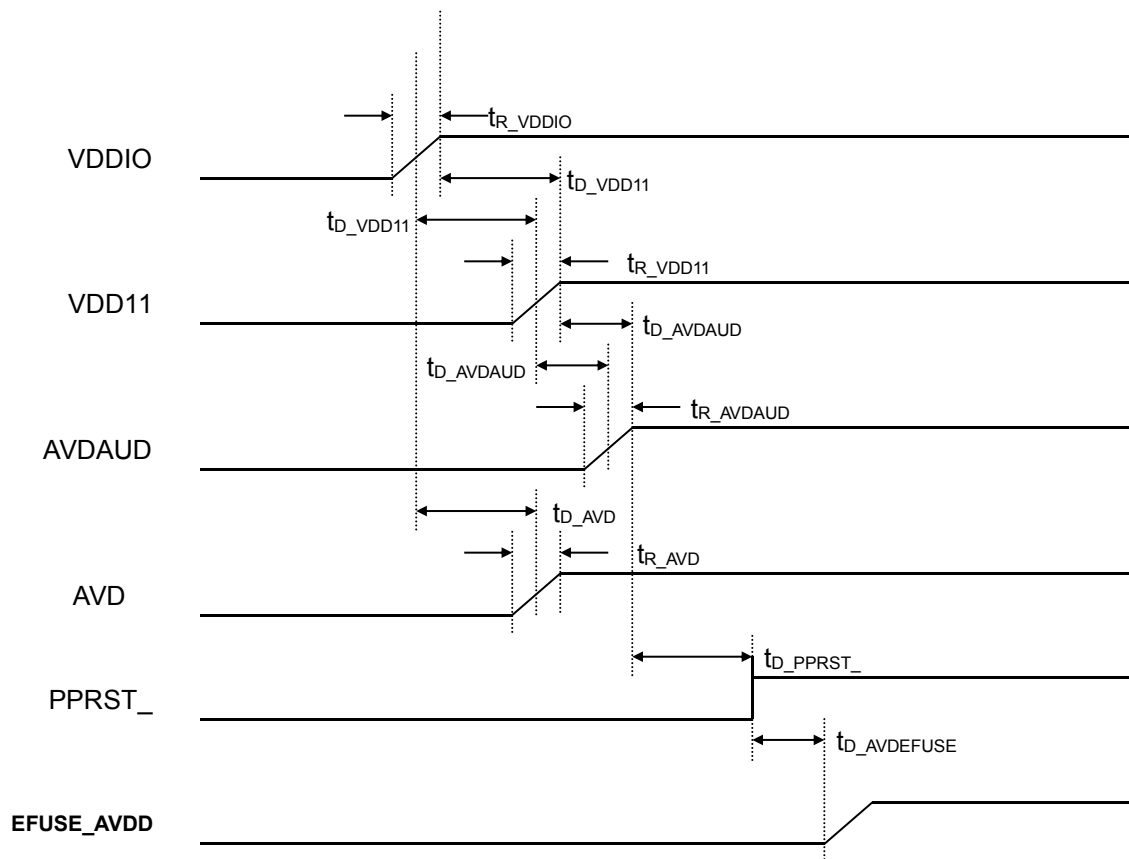 tR_VDDIO
VDDIO
tD_VDD11
tD_VDD11
tR_VDD11
VDD11
tD_AVDAUD
tD_AVDAUD
tR_AVDAUD
AVDAUD
tD_AVD
tR_AVD
AVD
tD_PPRST_
PPRST_
tD_AVDEFUSE
EFUSE_AVDD